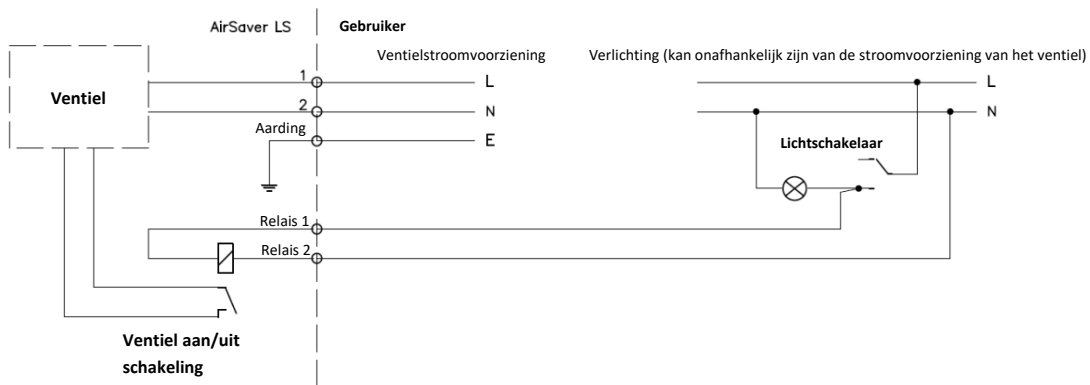 AirSaver LS
Gebruiker
Ventielstroomvoorziening
Verlichting (kan onafhankelijk zijn van de stroomvoorziening van het ventiel)
1
L
L
Ventiel
2
N
N
Aarding
E
Lichtschakelaar
Relais 1
Relais 2
Ventiel aan/uit
schakeling